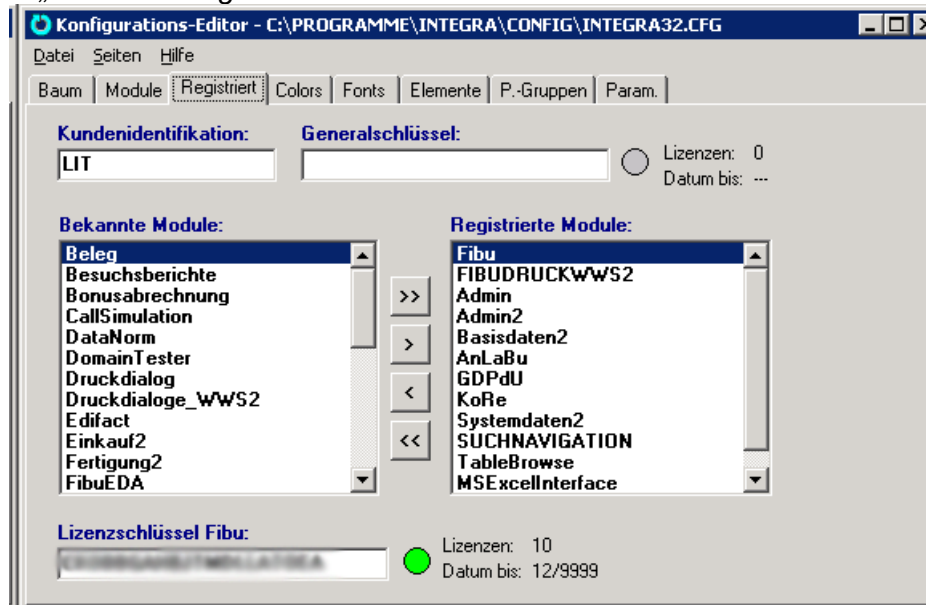 Konfigurations-Editor - C:\PROGRAMME\INTEGRA\CONFIG\INTEGRA32.CFG
Datei Seiten Hilfe
Baum Module Registriert Colors Fonts Elemente P.-Gruppen Param.
Kundenidentifikation: Generalschlüssel:
LIT
Lizenzen: 0
Datum bis: ---
Bekannte Module:
Beleg
Besuchsberichte
Bonusabrechnung
CallSimulation
DataNorm
DomainTester
Druckdialog
Druckdialoge_WWS2
Edifact
Einkauf2
Fertigung2
FibuEDA
>>
>
<
<<
Registrierte Module:
Fibu
FIBUDRUCKWWS2
Admin
Admin2
Basisdaten2
AnLaBu
GDPdU
KoRe
Systemdaten2
SUCHNAVIGATION
TableBrowse
MSExcelInterface
Lizenzschlüssel Fibu:
Lizenzen: 10
Datum bis: 12/9999